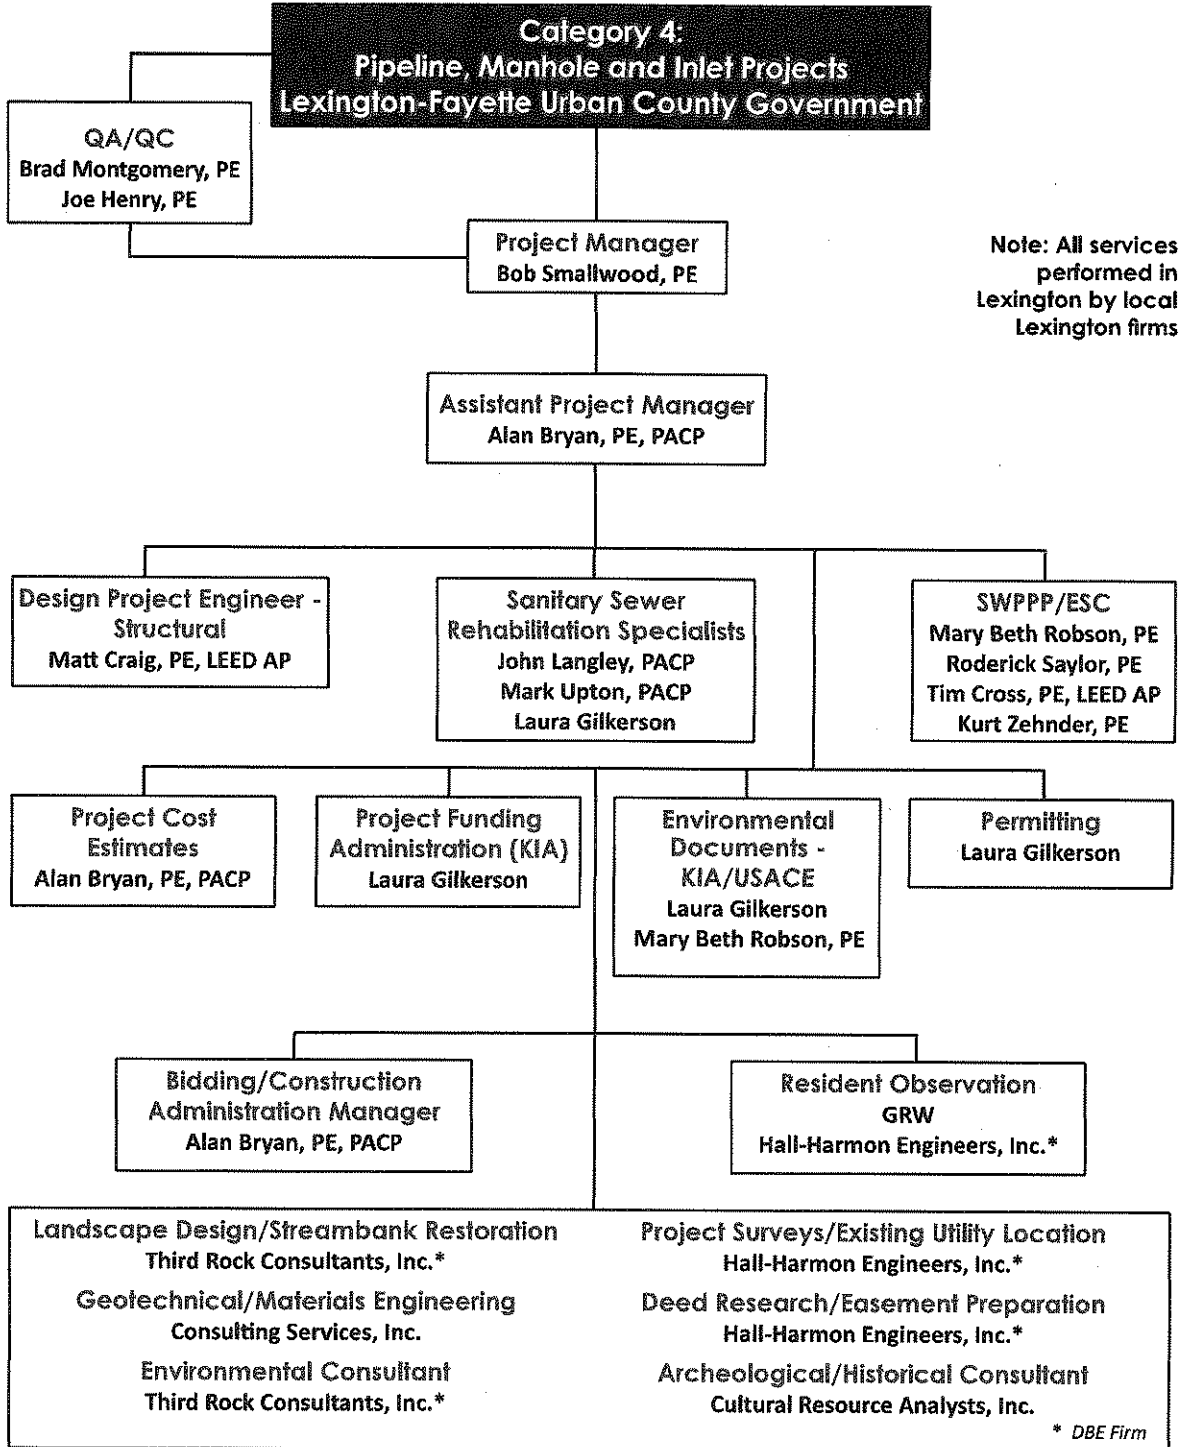 Category 4:
Pipeline, Manhole and Inlet Projects
Lexington-Fayette Urban County Government
QA/QC
Brad Montgomery, PE
Joe Henry, PE
Project Manager
Bob Smallwood, PE
Note: All services
performed in
Lexington by local
Lexington firms
Assistant Project Manager
Alan Bryan, PE, PACP
Design Project Engineer -
Structural
Matt Craig, PE, LEED AP
Sanitary Sewer
Rehabilitation Specialists
John Langley, PACP
Mark Upton, PACP
Laura Gilkerson
SWPPP/ESC
Mary Beth Robson, PE
Roderick Saylor, PE
Tim Cross, PE, LEED AP
Kurt Zehnder, PE
Project Cost
Estimates
Alan Bryan, PE, PACP
Project Funding
Administration (KIA)
Laura Gilkerson
Environmental
Documents -
KIA/USACE
Laura Gilkerson
Mary Beth Robson, PE
Permitting
Laura Gilkerson
Bidding/Construction
Administration Manager
Alan Bryan, PE, PACP
Resident Observation
GRW
Hall-Harmon Engineers, Inc.*
Landscape Design/Streambank Restoration
Third Rock Consultants, Inc.*
Geotechnical/Materials Engineering
Consulting Services, Inc.
Environmental Consultant
Third Rock Consultants, Inc.*
Project Surveys/Existing Utility Location
Hall-Harmon Engineers, Inc.*
Deed Research/Easement Preparation
Hall-Harmon Engineers, Inc.*
Archeological/Historical Consultant
Cultural Resource Analysts, Inc.
* DBE Firm